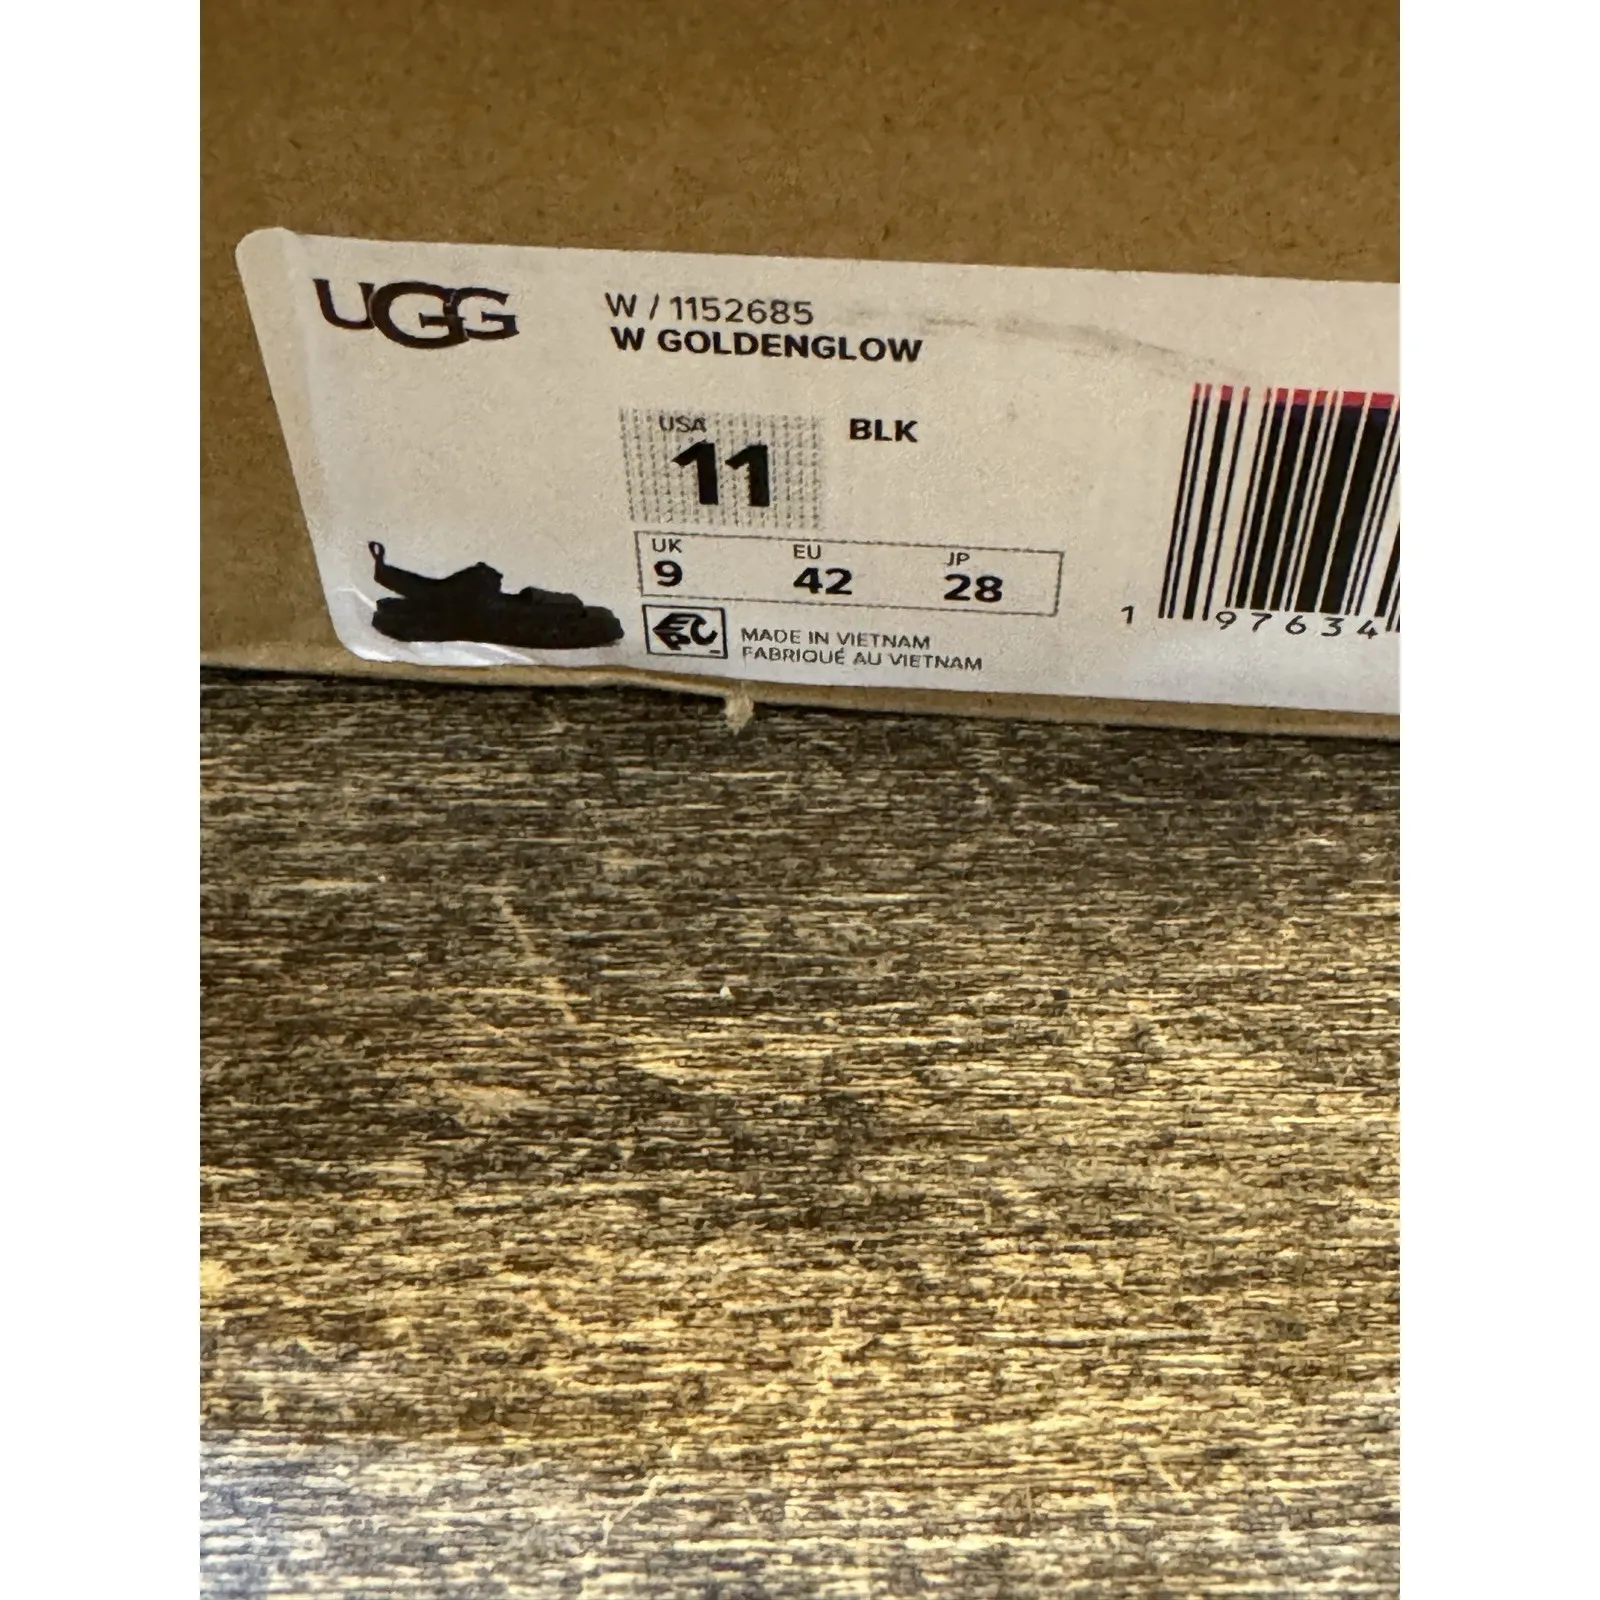 UGG
W / 1152685
W GOLDENGLOW
USA
11
BLK
UK EU JP
9 42 28
MADE IN VIETNAM
FABRIQUÉ AU VIETNAM
1 97634